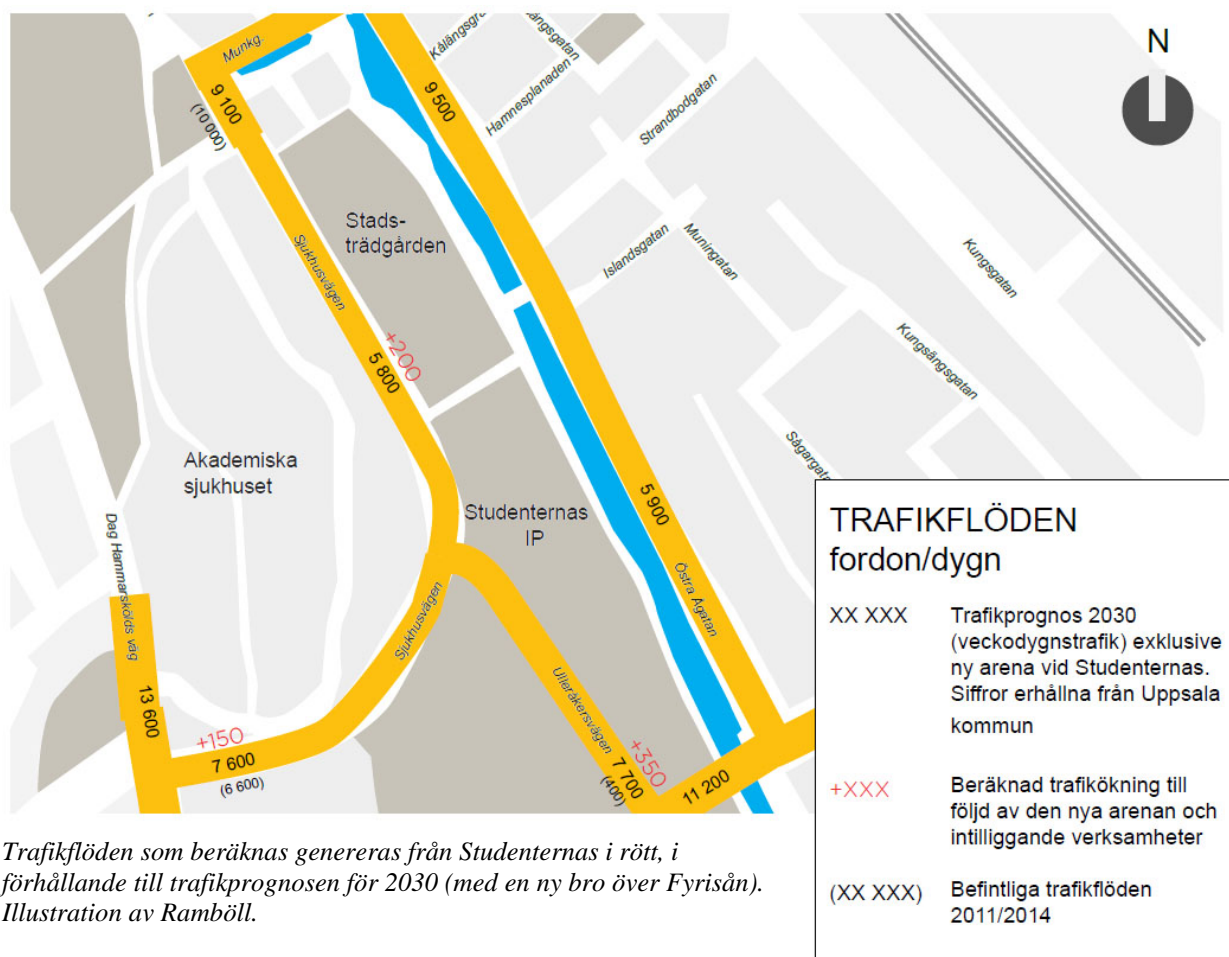 N
Munkg.
Kålängsgr
ängsgatan
9 100
(10 000)
9 500
Hamnesplanaden
Strandbodgatan
Stads-
trädgården
Sjukhusvägen
Islandsgatan
Muningatan
Kungsgatan
+200
5 800
Kungsängsgatan
Akademiska
sjukhuset
Sågargata
Studenternas
IP
5 900
Dag Hammarskölds väg
Östra Ågatan
Sjukhusvägen
Ulleråkersvägen
13 600
+150
7 600
(6 600)
+350
7 700
(400)
11 200
TRAFIKFLÖDEN
fordon/dygn
XX XXX
Trafikprognos 2030
(veckodygnstrafik) exklusive
ny arena vid Studenternas.
Siffror erhållna från Uppsala
kommun
+XXX
Beräknad trafikökning till
följd av den nya arenan och
intilliggande verksamheter
(XX XXX)
Befintliga trafikflöden
2011/2014
Trafikflöden som beräknas genereras från Studenternas i rött, i
förhållande till trafikprognosen för 2030 (med en ny bro över Fyrisån).
Illustration av Ramböll.